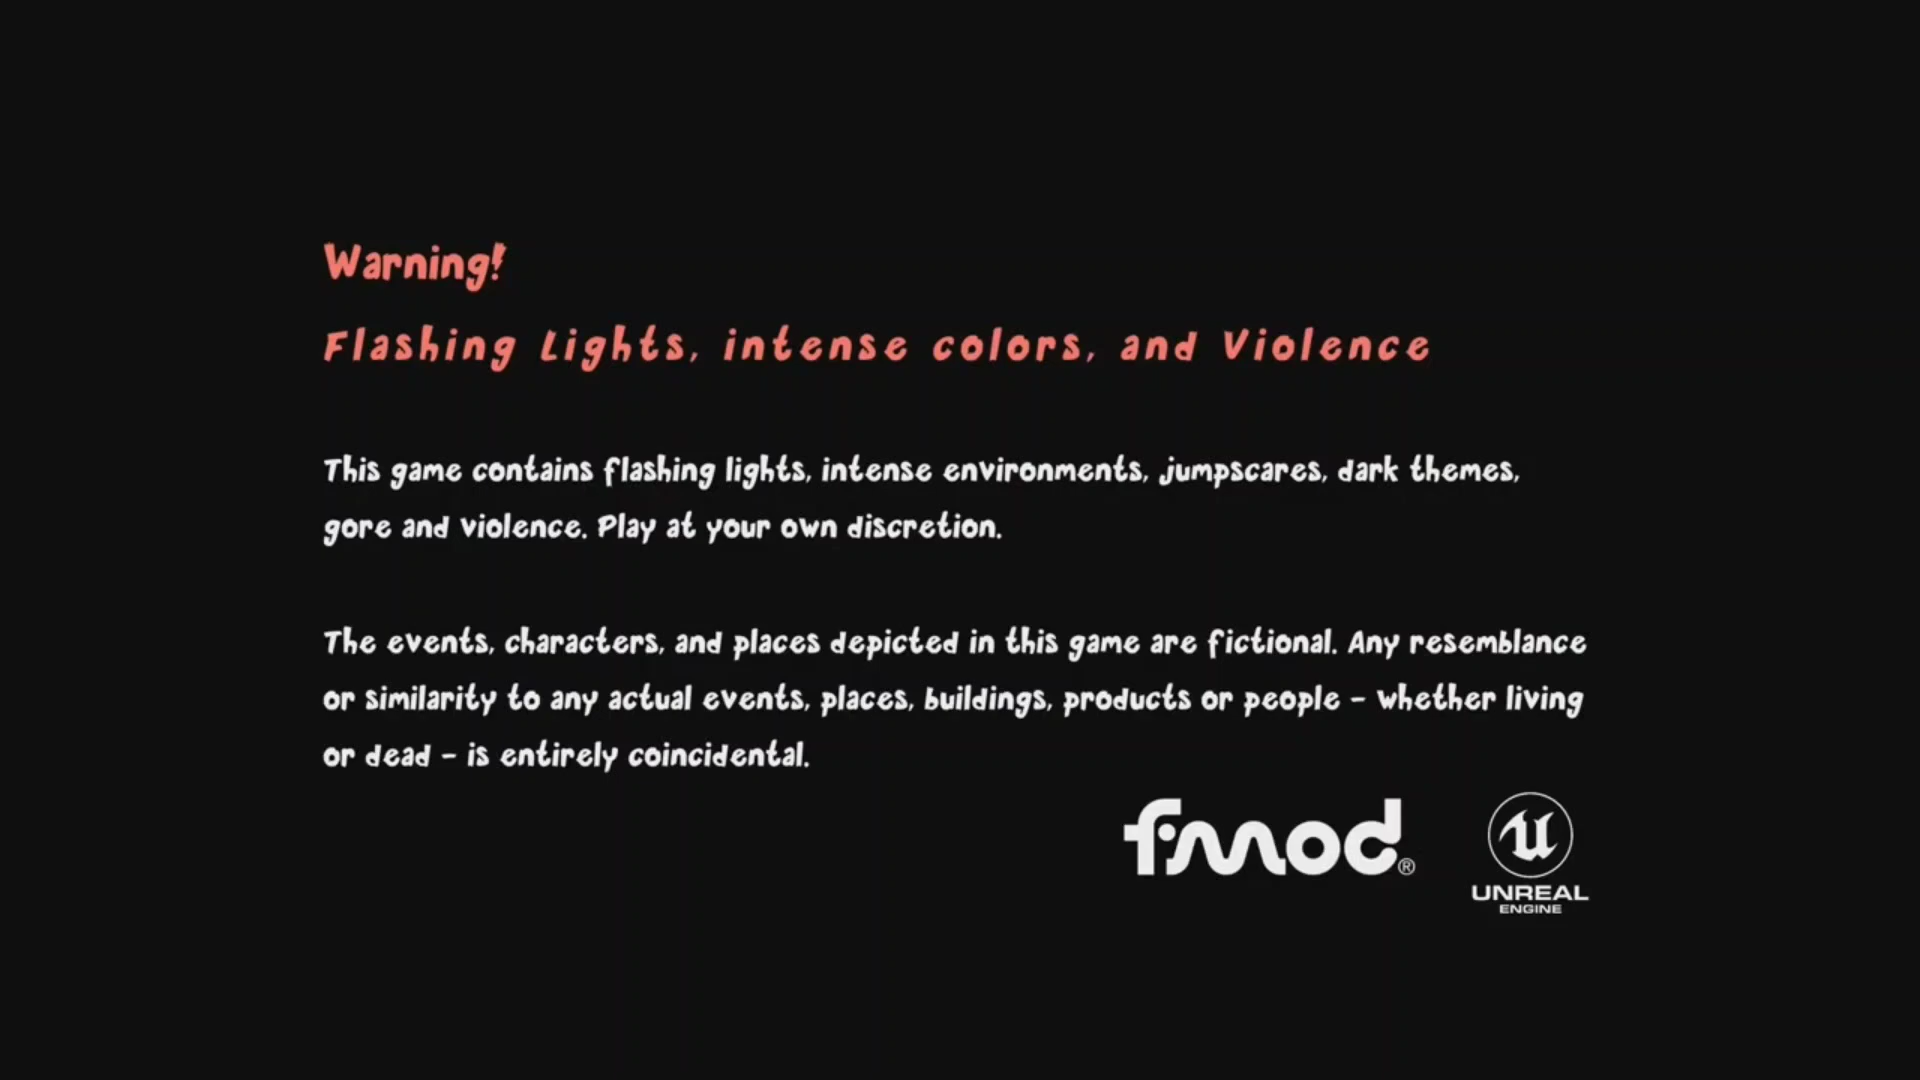 Warning!
Flashing Lights, intense colors, and Violence
This game contains flashing lights, intense environments, jumpscares, dark themes,
gore and violence. Play at your own discretion.
The events, characters, and places depicted in this game are fictional. Any resemblance
or similarity to any actual events, places, buildings, products or people - whether living
or dead - is entirely coincidental.
fmod®
UNREAL
ENGINE